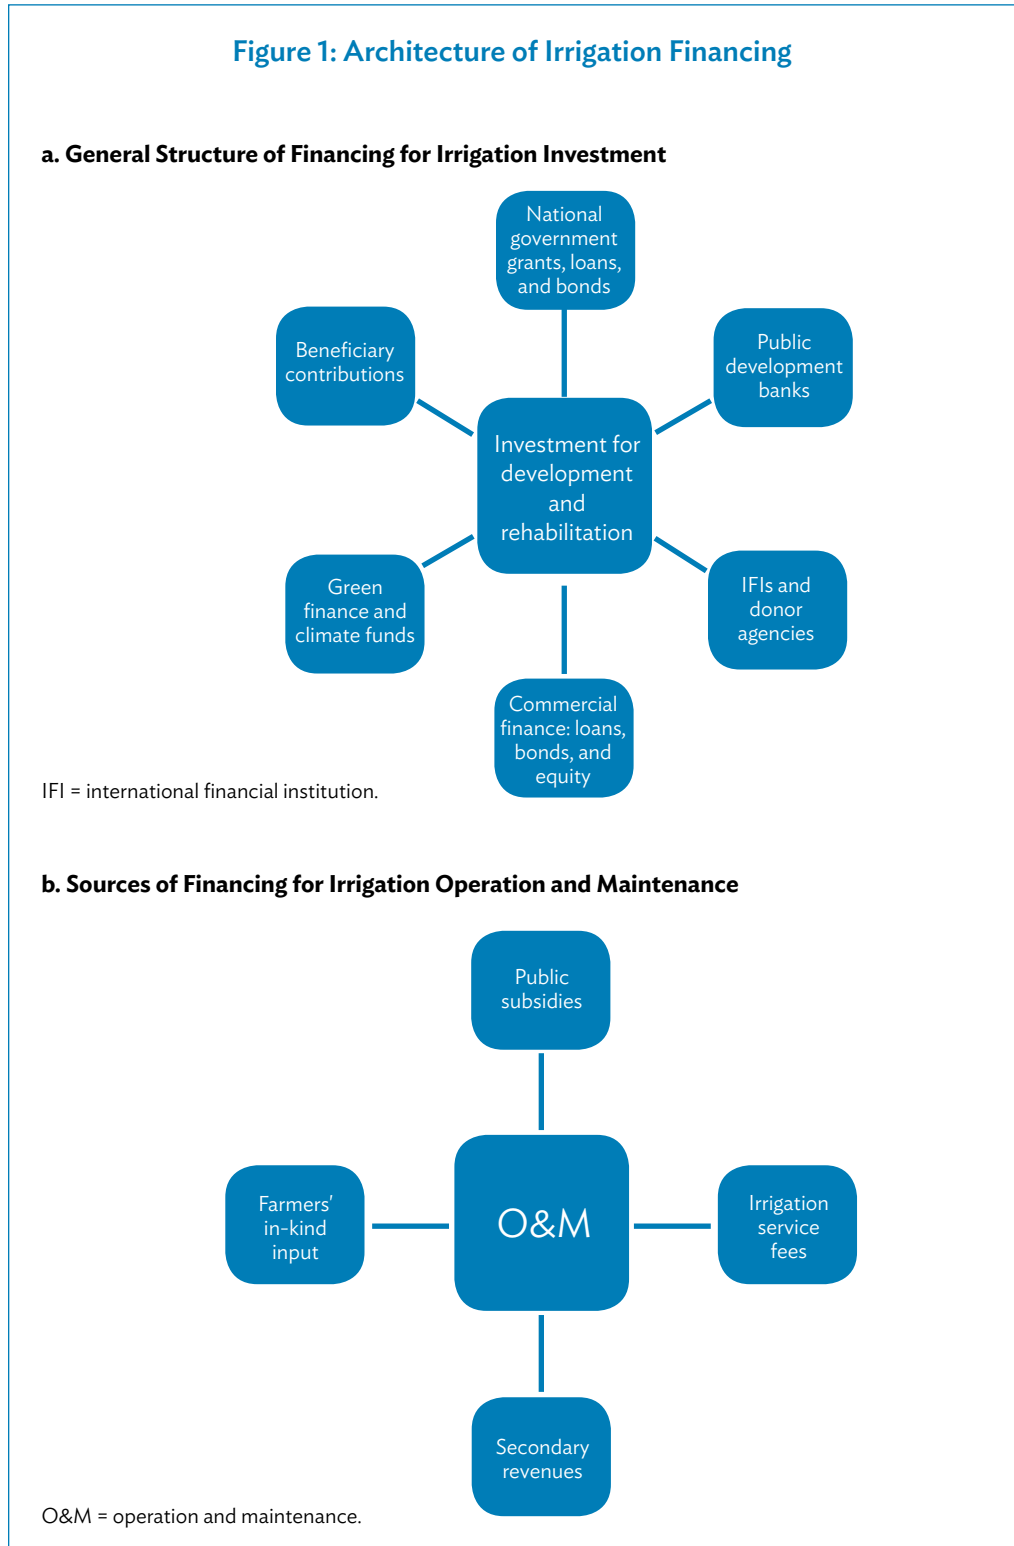 Figure 1: Architecture of Irrigation Financing
a. General Structure of Financing for Irrigation Investment
National
government
grants, loans,
and bonds
Beneficiary
contributions
Public
development
banks
Investment for
development
and
rehabilitation
Green
finance and
climate funds
IFIs and
donor
agencies
Commercial
finance: loans,
bonds, and
equity
IFI = international financial institution.
b. Sources of Financing for Irrigation Operation and Maintenance
Public
subsidies
Farmers'
in-kind
input
O&M
Irrigation
service
fees
Secondary
revenues
O&M = operation and maintenance.